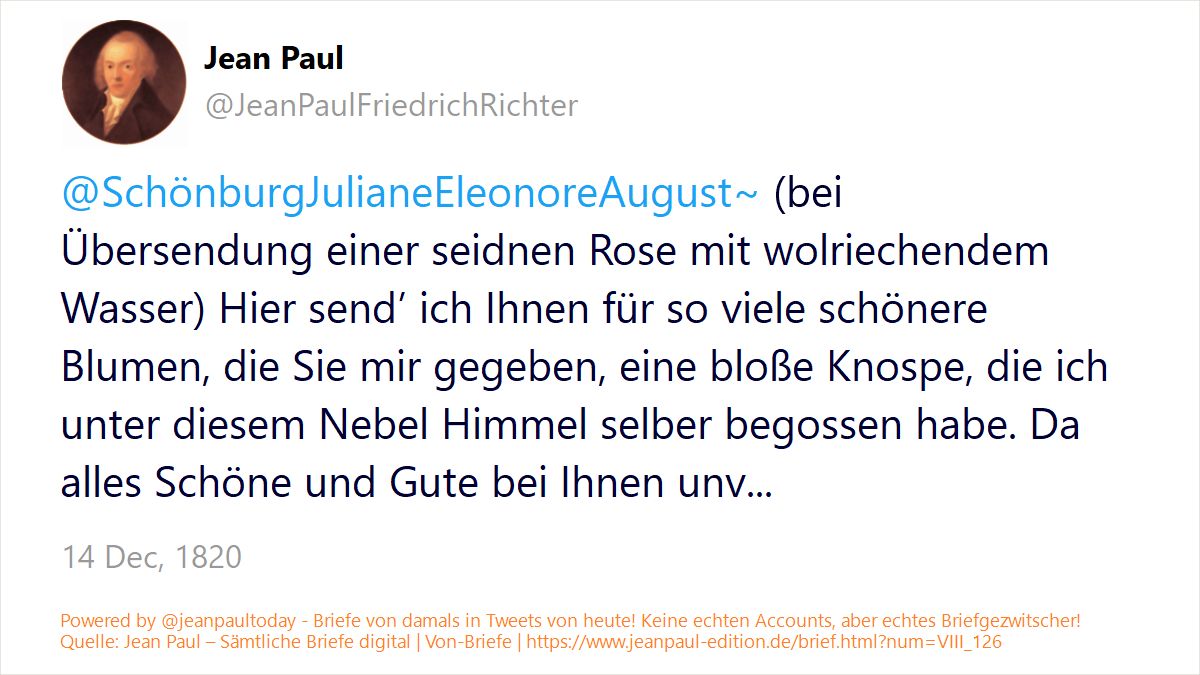 Jean Paul
@JeanPaulFriedrichRichter
@SchönburgJulianeEleonoreAugust~ (bei
Übersendung einer seidnen Rose mit wolriechendem
Wasser) Hier send’ ich Ihnen für so viele schönere
Blumen, die Sie mir gegeben, eine bloße Knospe, die ich
unter diesem Nebel Himmel selber begossen habe. Da
alles Schöne und Gute bei Ihnen unv...
14 Dec, 1820
Powered by @jeanpaultoday - Briefe von damals in Tweets von heute! Keine echten Accounts, aber echtes Briefgezwitscher!
Quelle: Jean Paul – Sämtliche Briefe digital | Von-Briefe | https://www.jeanpaul-edition.de/brief.html?num=VIII_126